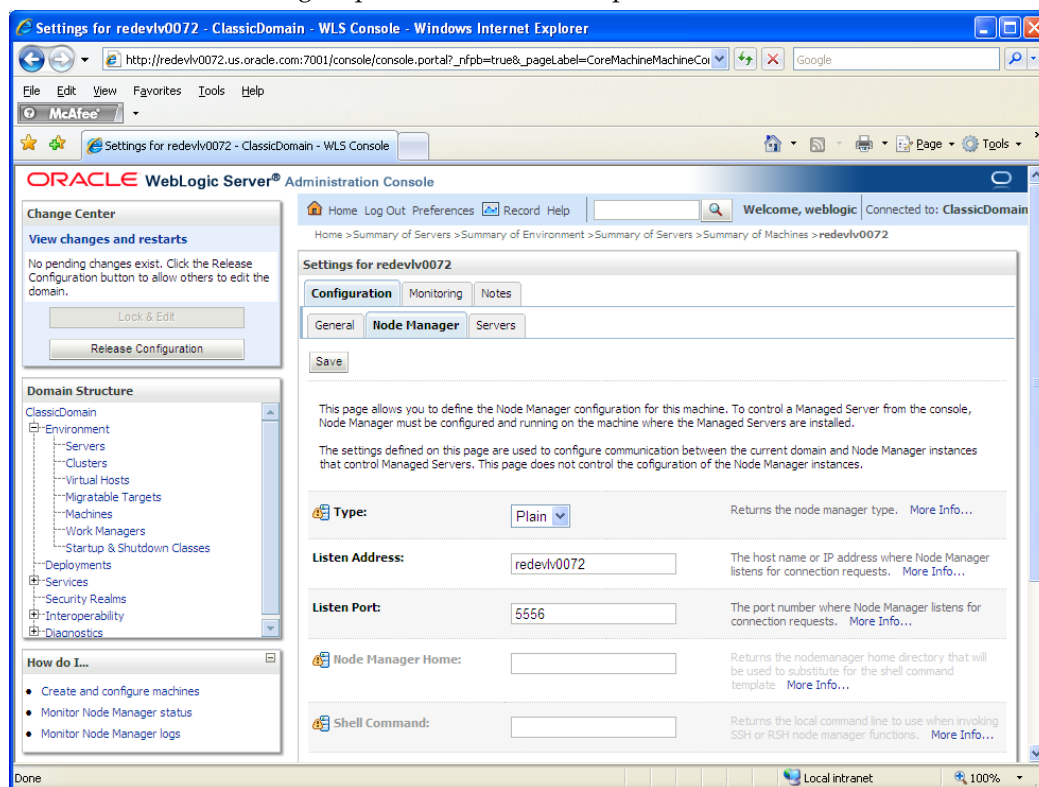 Settings for redevlv0072 - ClassicDomain - WLS Console - Windows Internet Explorer
http://redevlv0072.us.oracle.com:7001/console/console.portal?_nfpb=true&_pageLabel=CoreMachineMachineCor
Google
File Edit View Favorites Tools Help
McAfee
Settings for redevlv0072 - ClassicDomain - WLS Console
Page Tools
ORACLE WebLogic Server® Administration Console
Change Center
View changes and restarts
No pending changes exist. Click the Release
Configuration button to allow others to edit the
domain.
Lock & Edit
Release Configuration
Domain Structure
ClassicDomain
Environment
Servers
Clusters
Virtual Hosts
Migratable Targets
Machines
Work Managers
Startup & Shutdown Classes
Deployments
Services
Security Realms
Interoperability
Diagnostics
How do I...
Create and configure machines
Monitor Node Manager status
Monitor Node Manager logs
Home Log Out Preferences Record Help
Welcome, weblogic Connected to: ClassicDomain
Home >Summary of Servers >Summary of Environment >Summary of Servers >Summary of Machines >redevlv0072
Settings for redevlv0072
Configuration Monitoring Notes
General Node Manager Servers
Save
This page allows you to define the Node Manager configuration for this machine. To control a Managed Server from the console,
Node Manager must be configured and running on the machine where the Managed Servers are installed.
The settings defined on this page are used to configure communication between the current domain and Node Manager instances
that control Managed Servers. This page does not control the cofiguration of the Node Manager instances.
Type: Plain Returns the node manager type. More Info...
Listen Address: redevlv0072 The host name or IP address where Node Manager
listens for connection requests. More Info...
Listen Port: 5556 The port number where Node Manager listens for
connection requests. More Info...
Node Manager Home: Returns the nodemanager home directory that will
be used to substitute for the shell command
template More Info...
Shell Command: Returns the local command line to use when invoking
SSH or RSH node manager functions. More Info...
Done
Local intranet
100%